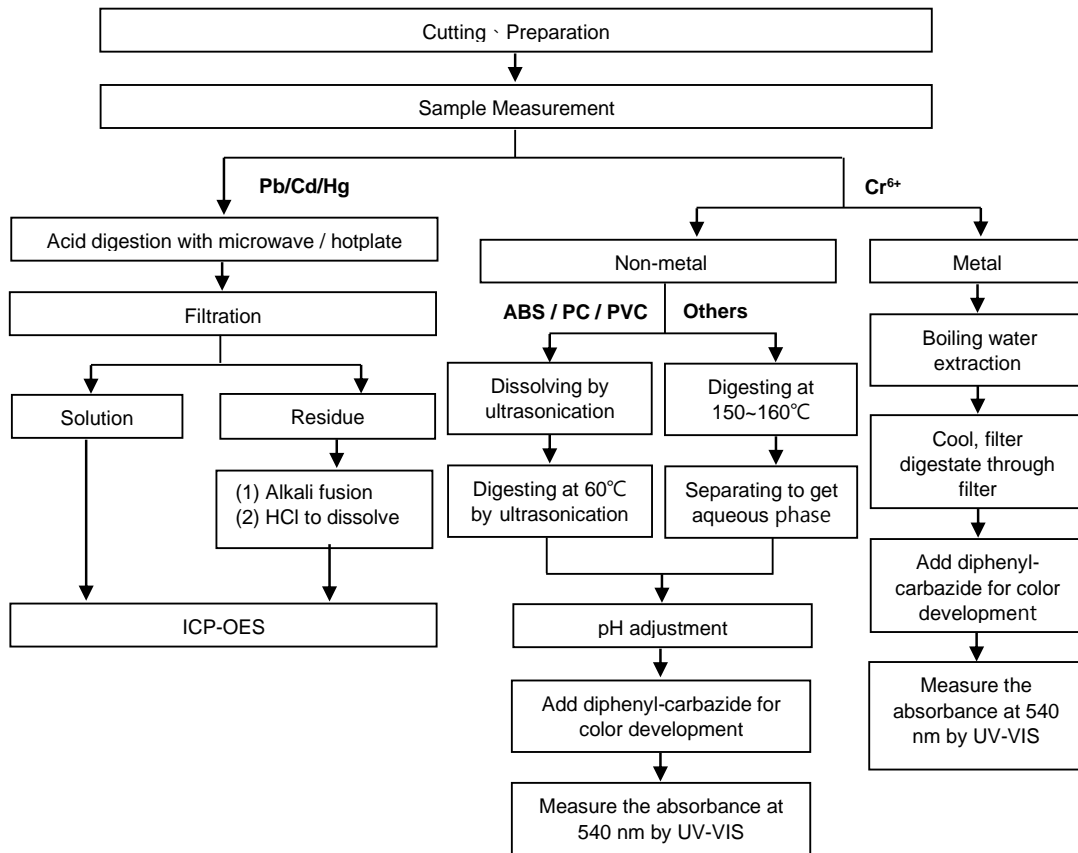 Cutting、Preparation
Sample Measurement
Pb/Cd/Hg
Cr⁶⁺
Acid digestion with microwave / hotplate
Non-metal
Metal
Filtration
ABS / PC / PVC
Others
Boiling water
extraction
Solution
Residue
Dissolving by
ultrasonication
Digesting at
150~160℃
Cool, filter
digestate through
filter
(1) Alkali fusion
(2) HCl to dissolve
Digesting at 60℃
by ultrasonication
Separating to get
aqueous phase
Add diphenyl-
carbazide for color
development
ICP-OES
pH adjustment
Measure the
absorbance at 540
nm by UV-VIS
Add diphenyl-carbazide for
color development
Measure the absorbance at
540 nm by UV-VIS